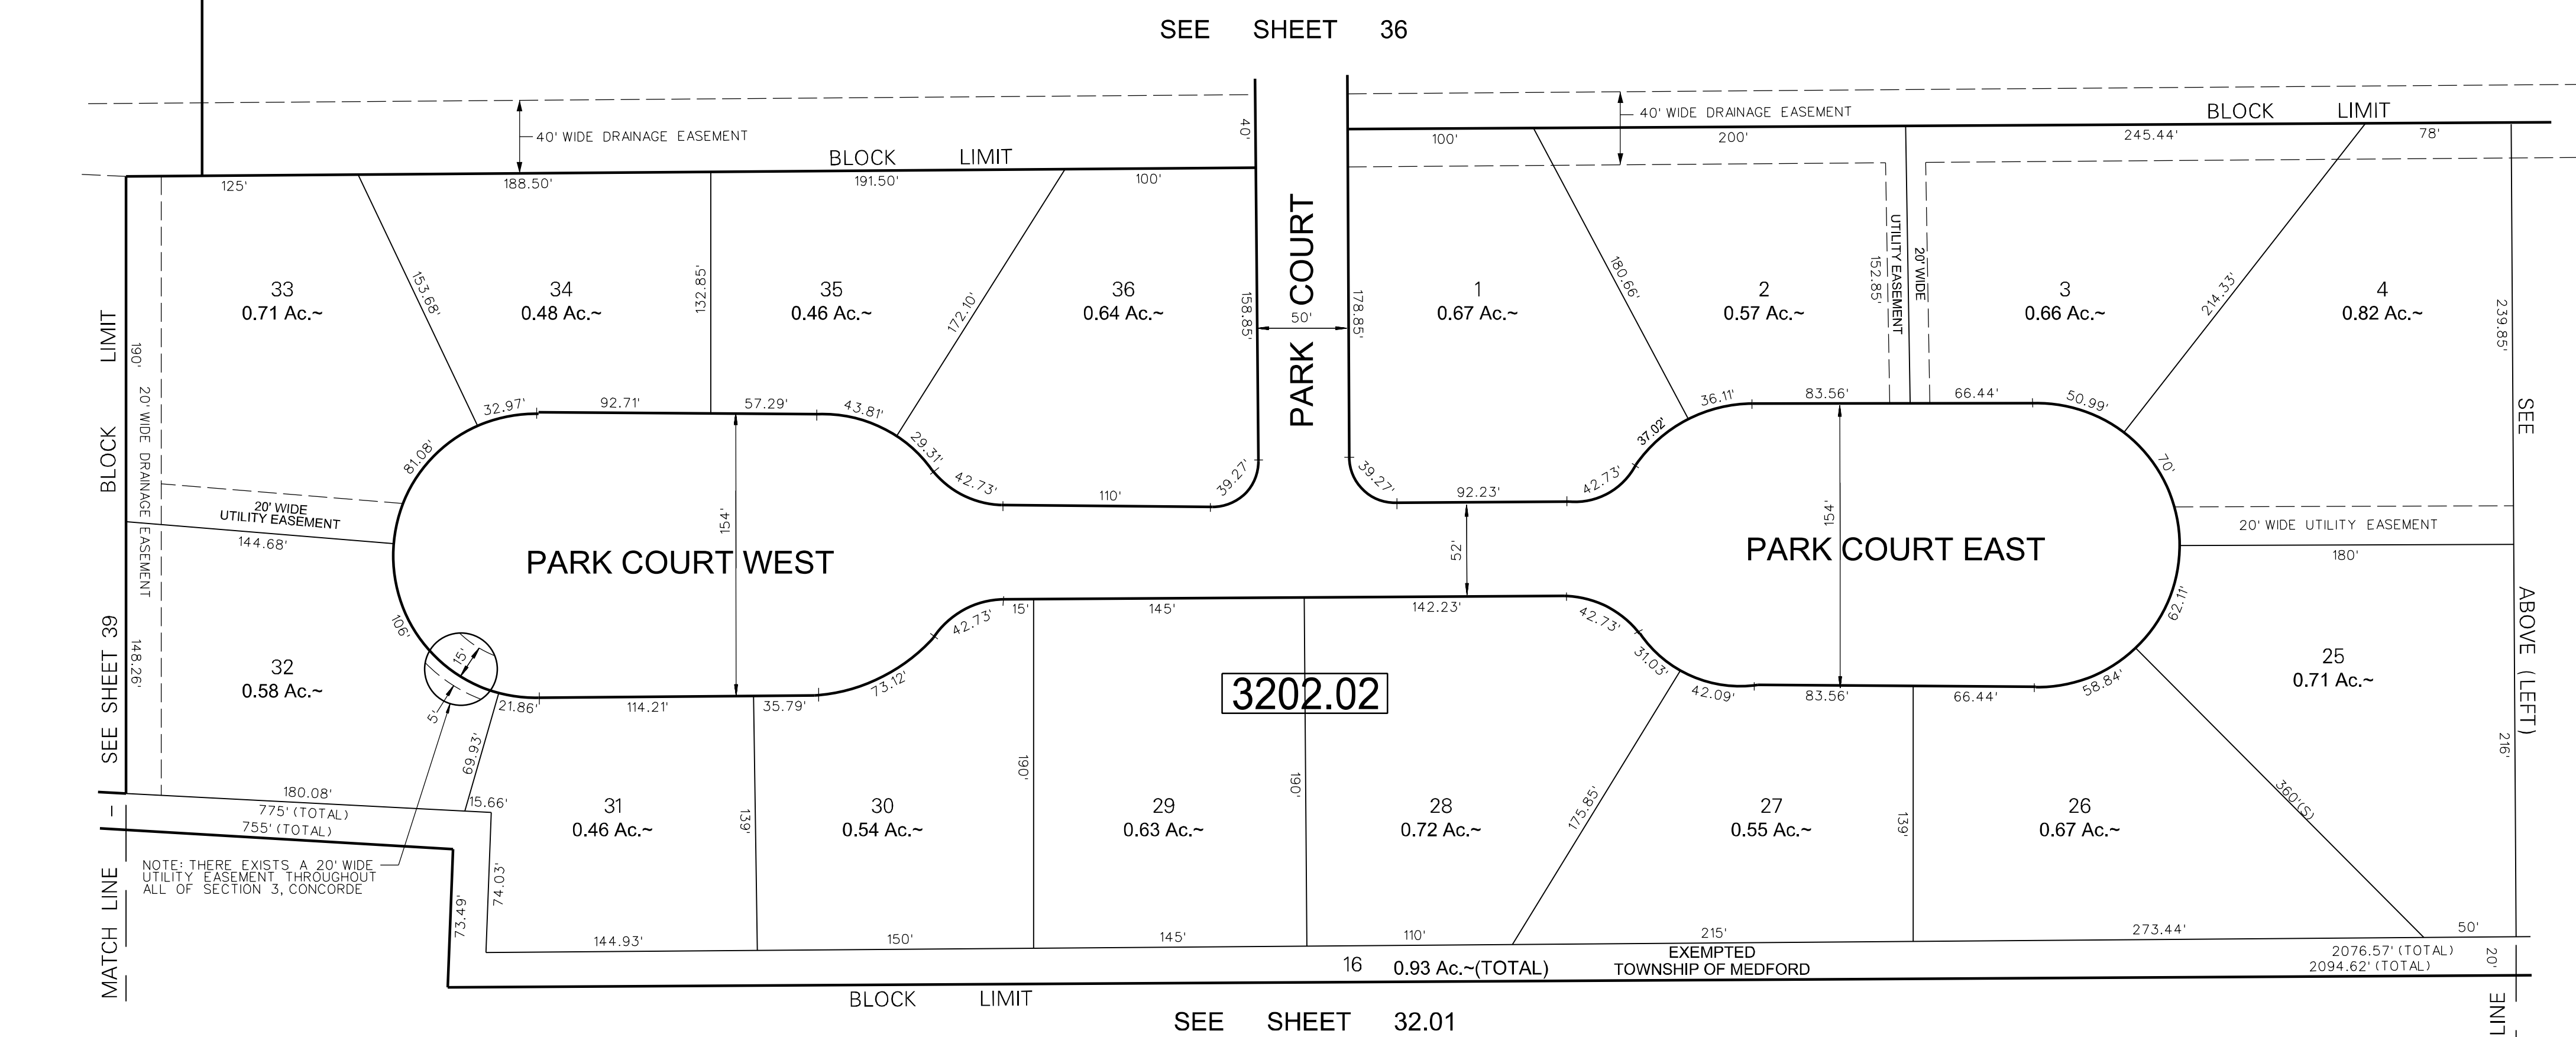 SEE SHEET 36
40' WIDE DRAINAGE EASEMENT
40' WIDE DRAINAGE EASEMENT
BLOCK LIMIT
BLOCK LIMIT
40'
125'
188.50'
191.50'
100'
100'
200'
245.44'
78'
33
0.71 Ac.~
153.68'
34
0.48 Ac.~
132.85'
35
0.46 Ac.~
172.10'
36
0.64 Ac.~
158.85'
PARK COURT
50'
178.85'
1
0.67 Ac.~
180.66'
2
0.57 Ac.~
152.85'
UTILITY EASEMENT
20' WIDE
3
0.66 Ac.~
214.33'
4
0.82 Ac.~
239.85'
BLOCK LIMIT
190'
20' WIDE DRAINAGE EASEMENT
32.97'
92.71'
57.29'
43.81'
29.31'
42.73'
110'
39.27'
39.27'
92.23'
42.73'
37.02'
36.11'
83.56'
66.44'
50.99'
70'
81.08'
20' WIDE
UTILITY EASEMENT
144.68'
154'
PARK COURT WEST
52'
154'
PARK COURT EAST
20' WIDE UTILITY EASEMENT
180'
SEE ABOVE (LEFT)
SEE SHEET 39
148.26'
32
0.58 Ac.~
106'
15'
5'
21.86'
114.21'
35.79'
73.12'
42.73'
15'
145'
142.23'
42.73'
31.03'
42.09'
83.56'
66.44'
58.84'
62.11'
3202.02
25
0.71 Ac.~
216'
69.93'
180.08'
15.66'
775' (TOTAL)
755' (TOTAL)
31
0.46 Ac.~
139'
30
0.54 Ac.~
190'
29
0.63 Ac.~
190'
28
0.72 Ac.~
175.85'
27
0.55 Ac.~
139'
26
0.67 Ac.~
360'(S)
NOTE: THERE EXISTS A 20' WIDE
UTILITY EASEMENT THROUGHOUT
ALL OF SECTION 3, CONCORDE
MATCH LINE -
73.49'
74.03'
144.93'
150'
145'
110'
215'
273.44'
50'
16
0.93 Ac.~(TOTAL)
EXEMPTED
TOWNSHIP OF MEDFORD
2076.57' (TOTAL)
2094.62' (TOTAL)
20'
BLOCK LIMIT
SEE SHEET 32.01
LINE